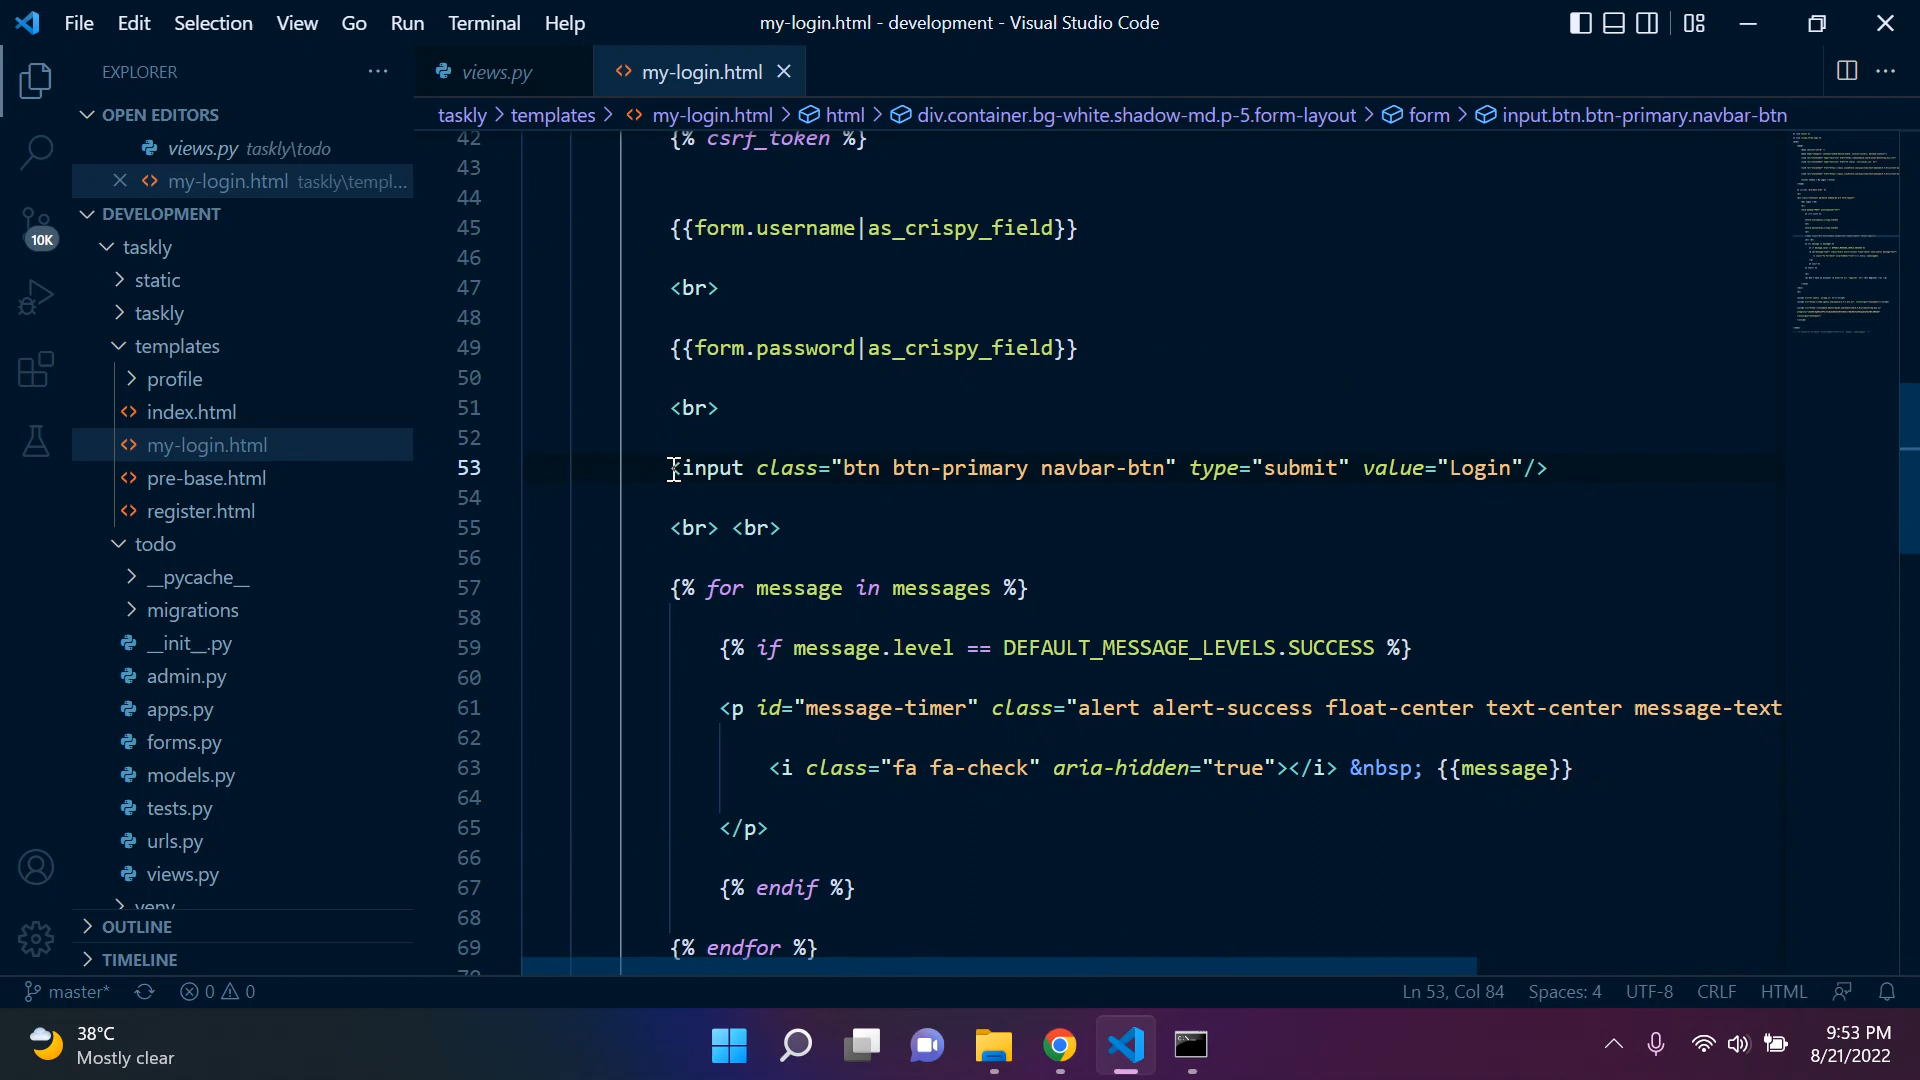 File Edit Selection View Go Run Terminal Help
my-login.html - development - Visual Studio Code
EXPLORER
views.py
my-login.html
OPEN EDITORS
taskly > templates > my-login.html > html > div.container.bg-white.shadow-md.p-5.form-layout > form > input.btn.btn-primary.navbar-btn
views.py taskly\todo
my-login.html taskly\templ...
DEVELOPMENT
10K
taskly
static
taskly
templates
profile
index.html
my-login.html
pre-base.html
register.html
todo
__pycache__
migrations
__init__.py
admin.py
apps.py
forms.py
models.py
tests.py
urls.py
views.py
venv
OUTLINE
TIMELINE
42 {% csrf_token %}
43
44
45 {{form.username|as_crispy_field}}
46
47 <br>
48
49 {{form.password|as_crispy_field}}
50
51 <br>
52
53 <input class="btn btn-primary navbar-btn" type="submit" value="Login"/>
54
55 <br> <br>
56
57 {% for message in messages %}
58
59 {% if message.level == DEFAULT_MESSAGE_LEVELS.SUCCESS %}
60
61 <p id="message-timer" class="alert alert-success float-center text-center message-text
62
63 <i class="fa fa-check" aria-hidden="true"></i> &nbsp; {{message}}
64
65 </p>
66
67 {% endif %}
68
69 {% endfor %}
70
master* 0 0 Ln 53, Col 84 Spaces: 4 UTF-8 CRLF HTML
38°C
Mostly clear
9:53 PM
8/21/2022